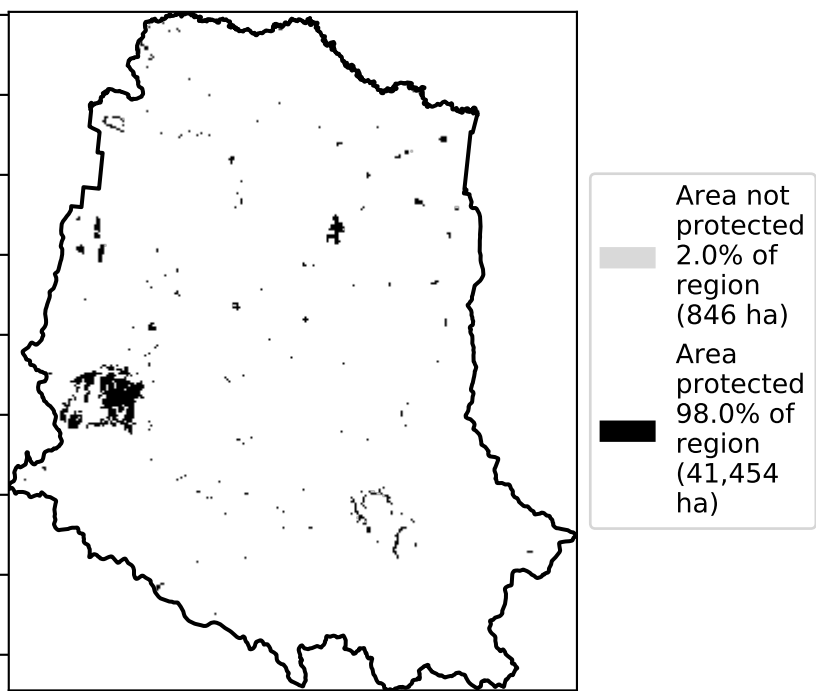 Area not
protected
2.0% of
region
(846 ha)
Area
protected
98.0% of
region
(41,454
ha)